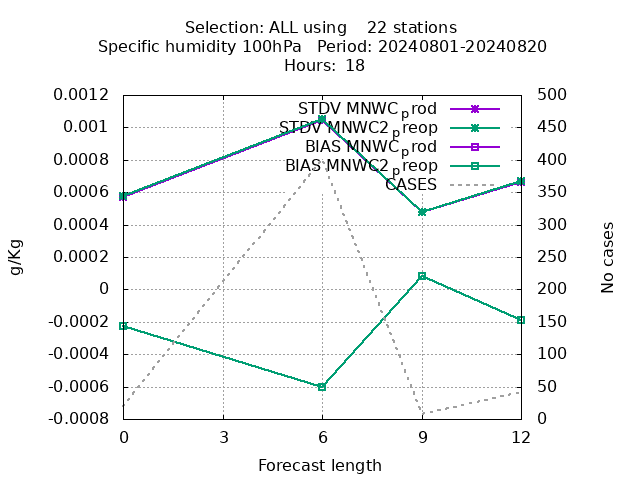 Selection: ALL using    22 stations
Specific humidity 100hPa   Period: 20240801-20240820
Hours: 18
0.0012
0.001
0.0008
0.0006
0.0004
0.0002
0
-0.0002
-0.0004
-0.0006
-0.0008
g/Kg
STDV MNWC_prod
STDV MNWC2_preop
BIAS MNWC_prod
BIAS MNWC2_preop
CASES
500
450
400
350
300
250
200
150
100
50
0
No cases
0 3 6 9 12
Forecast length